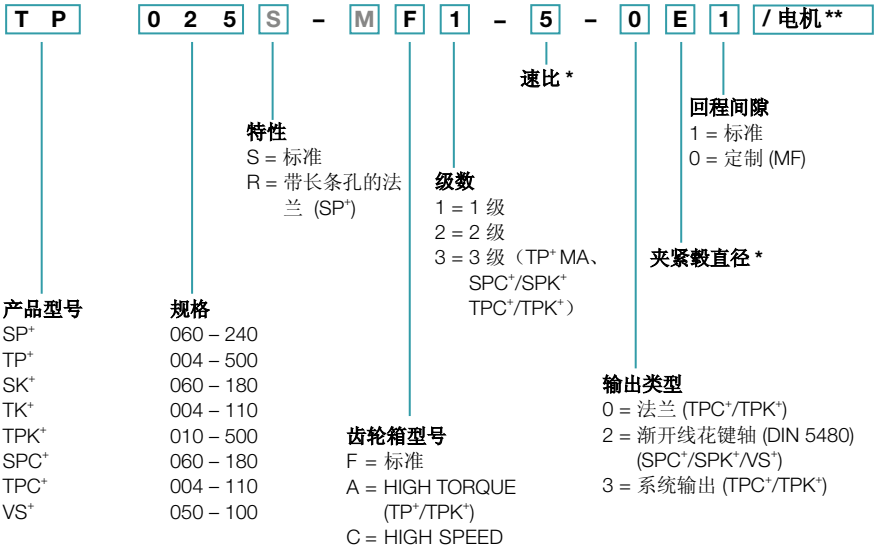 T P 0 2 5 S – M F 1 – 5 – 0 E 1 / 电机**
速比 *
回程间隙
1 = 标准
0 = 定制 (MF)
特性
S = 标准
R = 带长条孔的法
兰 (SP⁺)
级数
1 = 1 级
2 = 2 级
3 = 3 级（TP⁺ MA、
SPC⁺/SPK⁺
TPC⁺/TPK⁺）
夹紧毂直径 *
产品型号
SP⁺
TP⁺
SK⁺
TK⁺
TPK⁺
SPC⁺
TPC⁺
VS⁺
规格
060 – 240
004 – 500
060 – 180
004 – 110
010 – 500
060 – 180
004 – 110
050 – 100
齿轮箱型号
F = 标准
A = HIGH TORQUE
(TP⁺/TPK⁺)
C = HIGH SPEED
输出类型
0 = 法兰 (TPC⁺/TPK⁺)
2 = 渐开线花键轴 (DIN 5480)
(SPC⁺/SPK⁺/VS⁺)
3 = 系统输出 (TPC⁺/TPK⁺)